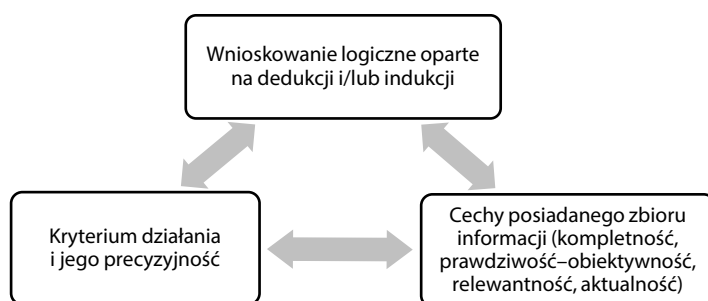 Wnioskowanie logiczne oparte
na dedukcji i/lub indukcji
Kryterium działania
i jego precyzyjność
Cechy posiadanego zbioru
informacji (kompletność,
prawdziwość–obiektywność,
relewantność, aktualność)